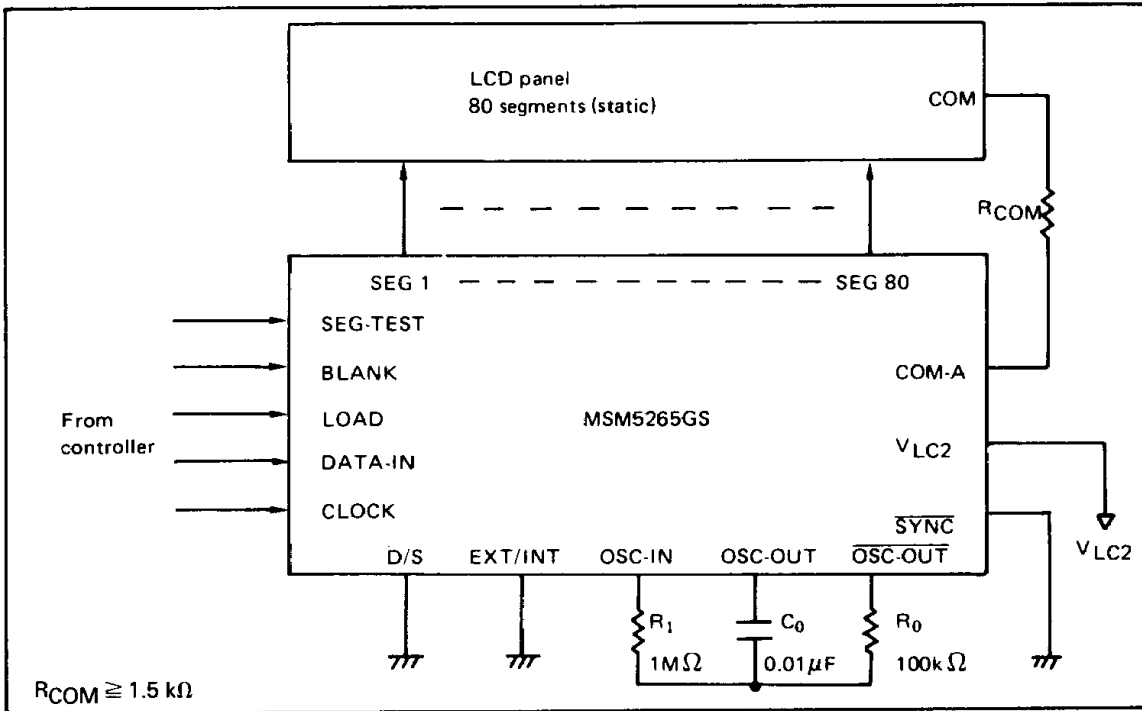 LCD panel
80 segments (static)
COM
RCOM
SEG 1
SEG 80
SEG-TEST
BLANK
COM-A
From
controller
LOAD
MSM5265GS
VLC2
DATA-IN
CLOCK
SYNC
VLC2
D/S
EXT/INT
OSC-IN
OSC-OUT
OSC-OUT
R1
1MΩ
C0
0.01μF
R0
100kΩ
RCOM ≧ 1.5 kΩ